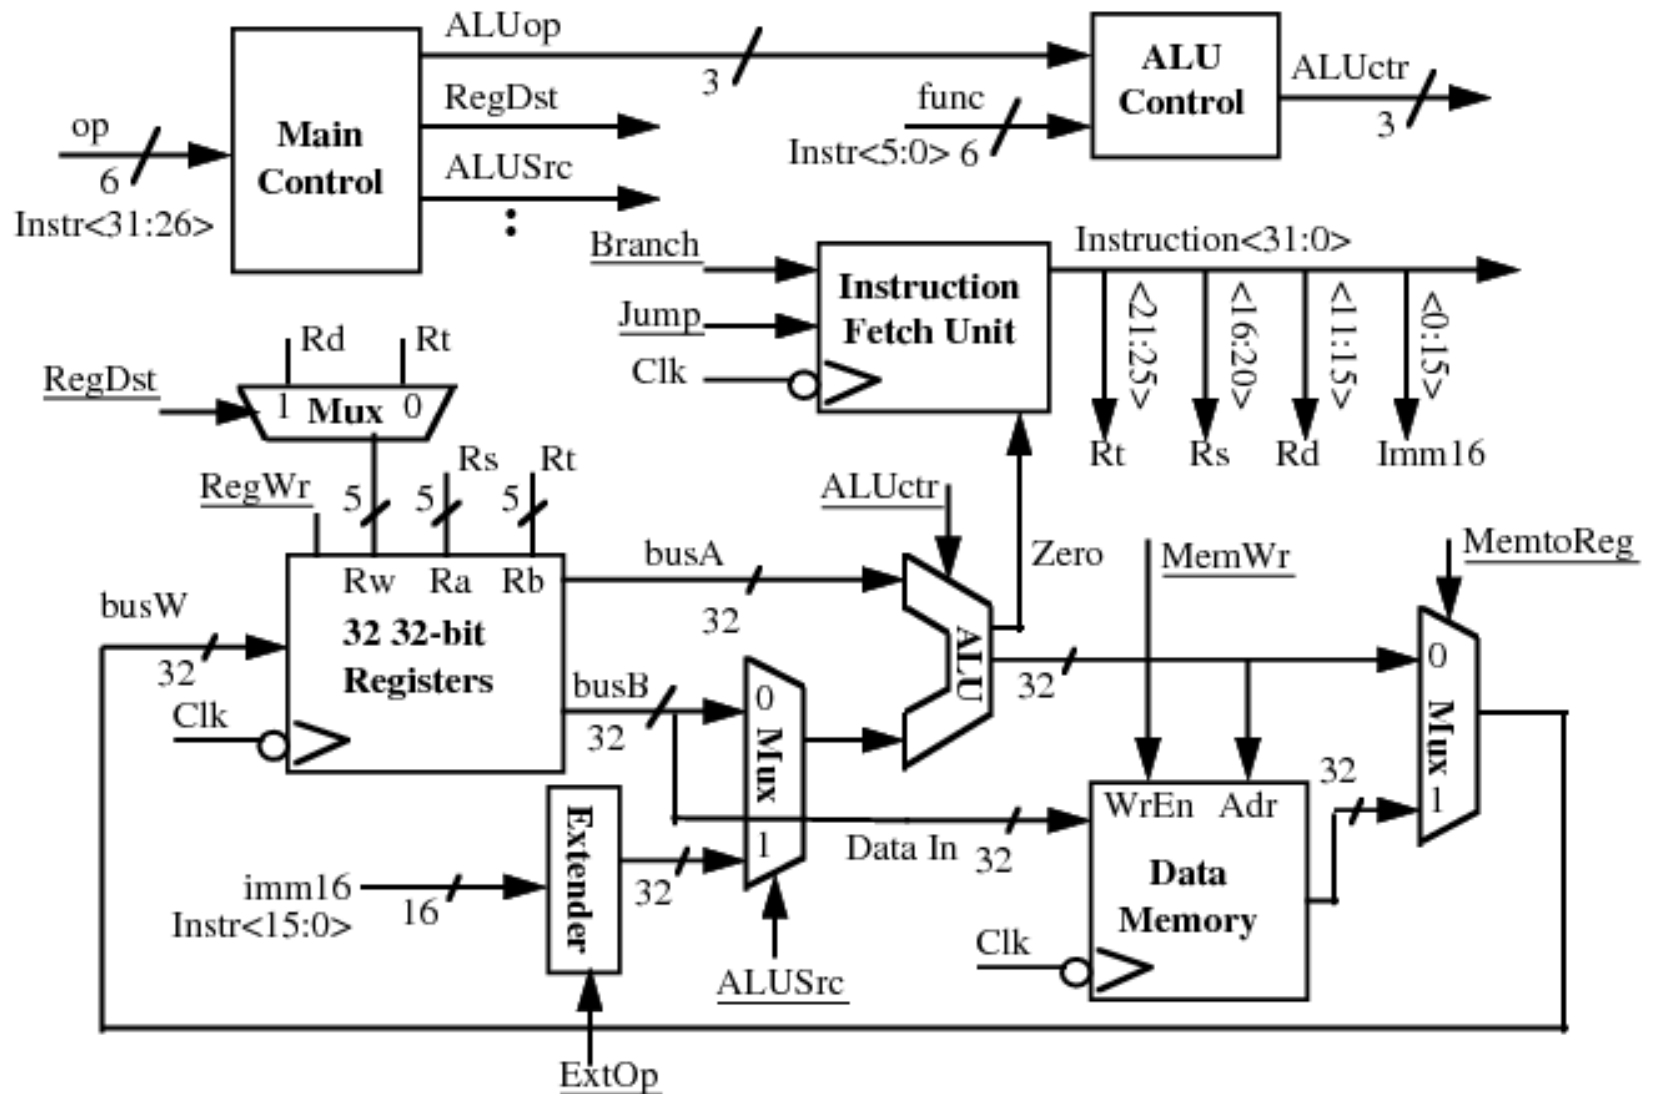 ALUop
3
RegDst
ALUSrc
op
6
Instr<31:26>
Main
Control
func
Instr<5:0> 6
ALU
Control
ALUctr
3
Branch
Jump
Clk
Instruction
Fetch Unit
Instruction<31:0>
<21:25>
<16:20>
<11:15>
<0:15>
Rt
Rs
Rd
Imm16
RegDst
Rd
Rt
1 Mux 0
RegWr
5
5
5
Rs
Rt
busW
32
Clk
Rw Ra Rb
32 32-bit
Registers
busA
32
busB
32
ALUctr
ALU
Zero
32
0
Mux
1
ALUSrc
imm16
Instr<15:0>
16
Extender
32
ExtOp
Data In
32
MemWr
WrEn Adr
Data
Memory
Clk
32
MemtoReg
0
Mux
1